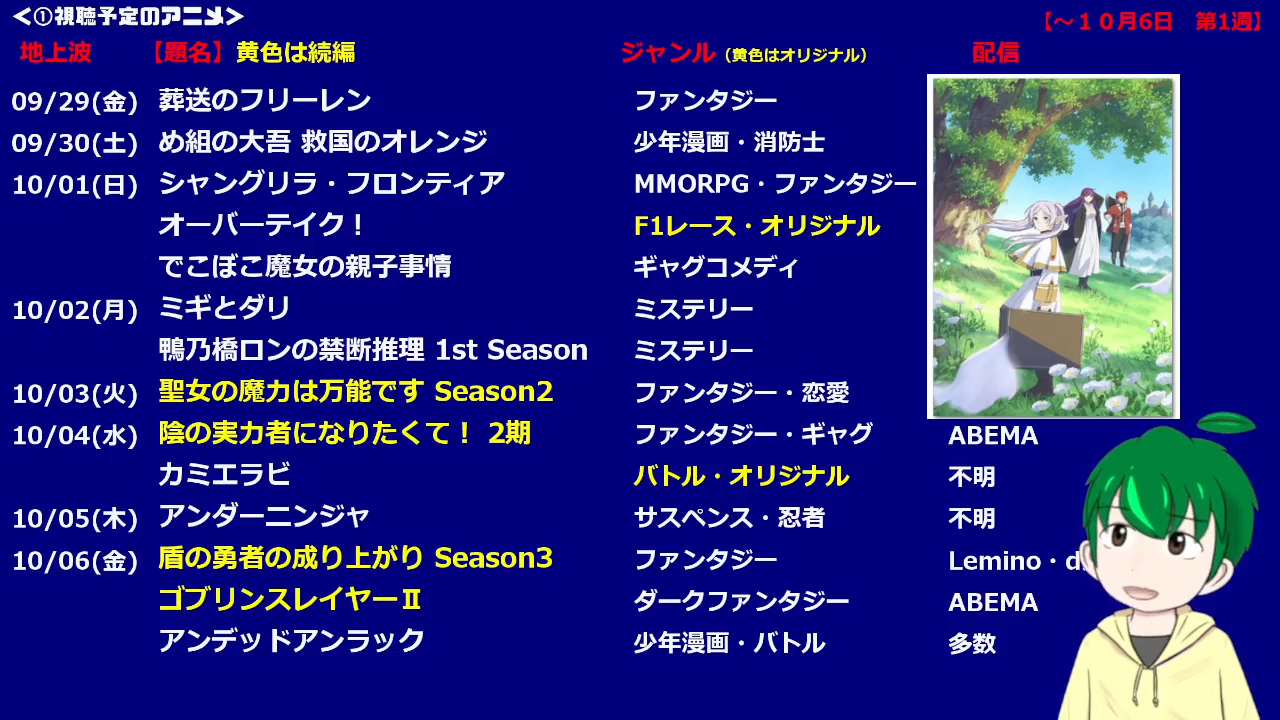 ＜①視聴予定のアニメ＞
【～１０月6日　第1週】
地上波 【題名】黄色は続編 ジャンル（黄色はオリジナル） 配信
09/29(金) 葬送のフリーレン ファンタジー
09/30(土) め組の大吾 救国のオレンジ 少年漫画・消防士
10/01(日) シャングリラ・フロンティア MMORPG・ファンタジー
オーバーテイク！ F1レース・オリジナル
でこぼこ魔女の親子事情 ギャグコメディ
10/02(月) ミギとダリ ミステリー
鴨乃橋ロンの禁断推理 1st Season ミステリー
10/03(火) 聖女の魔力は万能です Season2 ファンタジー・恋愛
10/04(水) 陰の実力者になりたくて！ 2期 ファンタジー・ギャグ ABEMA
カミエラビ バトル・オリジナル 不明
10/05(木) アンダーニンジャ サスペンス・忍者 不明
10/06(金) 盾の勇者の成り上がり Season3 ファンタジー Lemino・d
ゴブリンスレイヤーⅡ ダークファンタジー ABEMA
アンデッドアンラック 少年漫画・バトル 多数